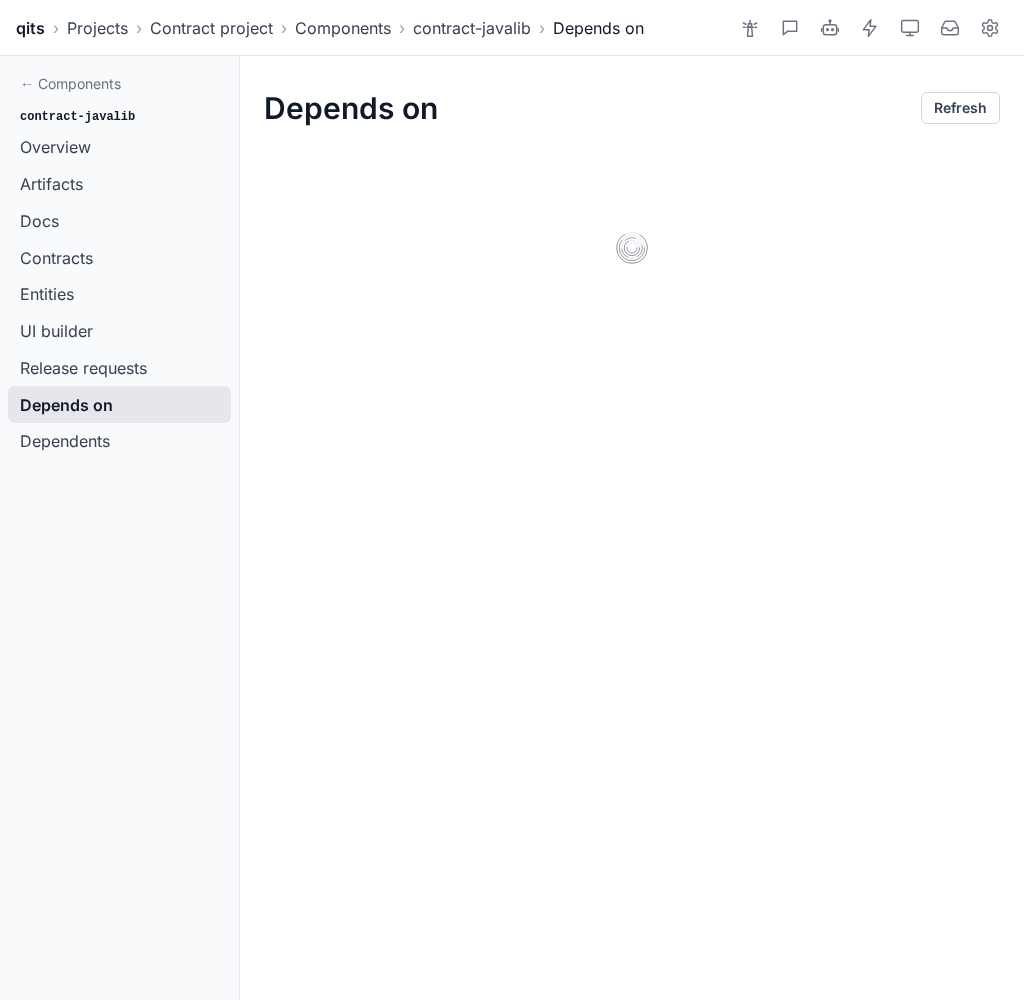 qits › Projects › Contract project › Components › contract-javalib › Depends on
← Components
contract-javalib
Overview
Artifacts
Docs
Contracts
Entities
UI builder
Release requests
Depends on
Dependents
Depends on
Refresh